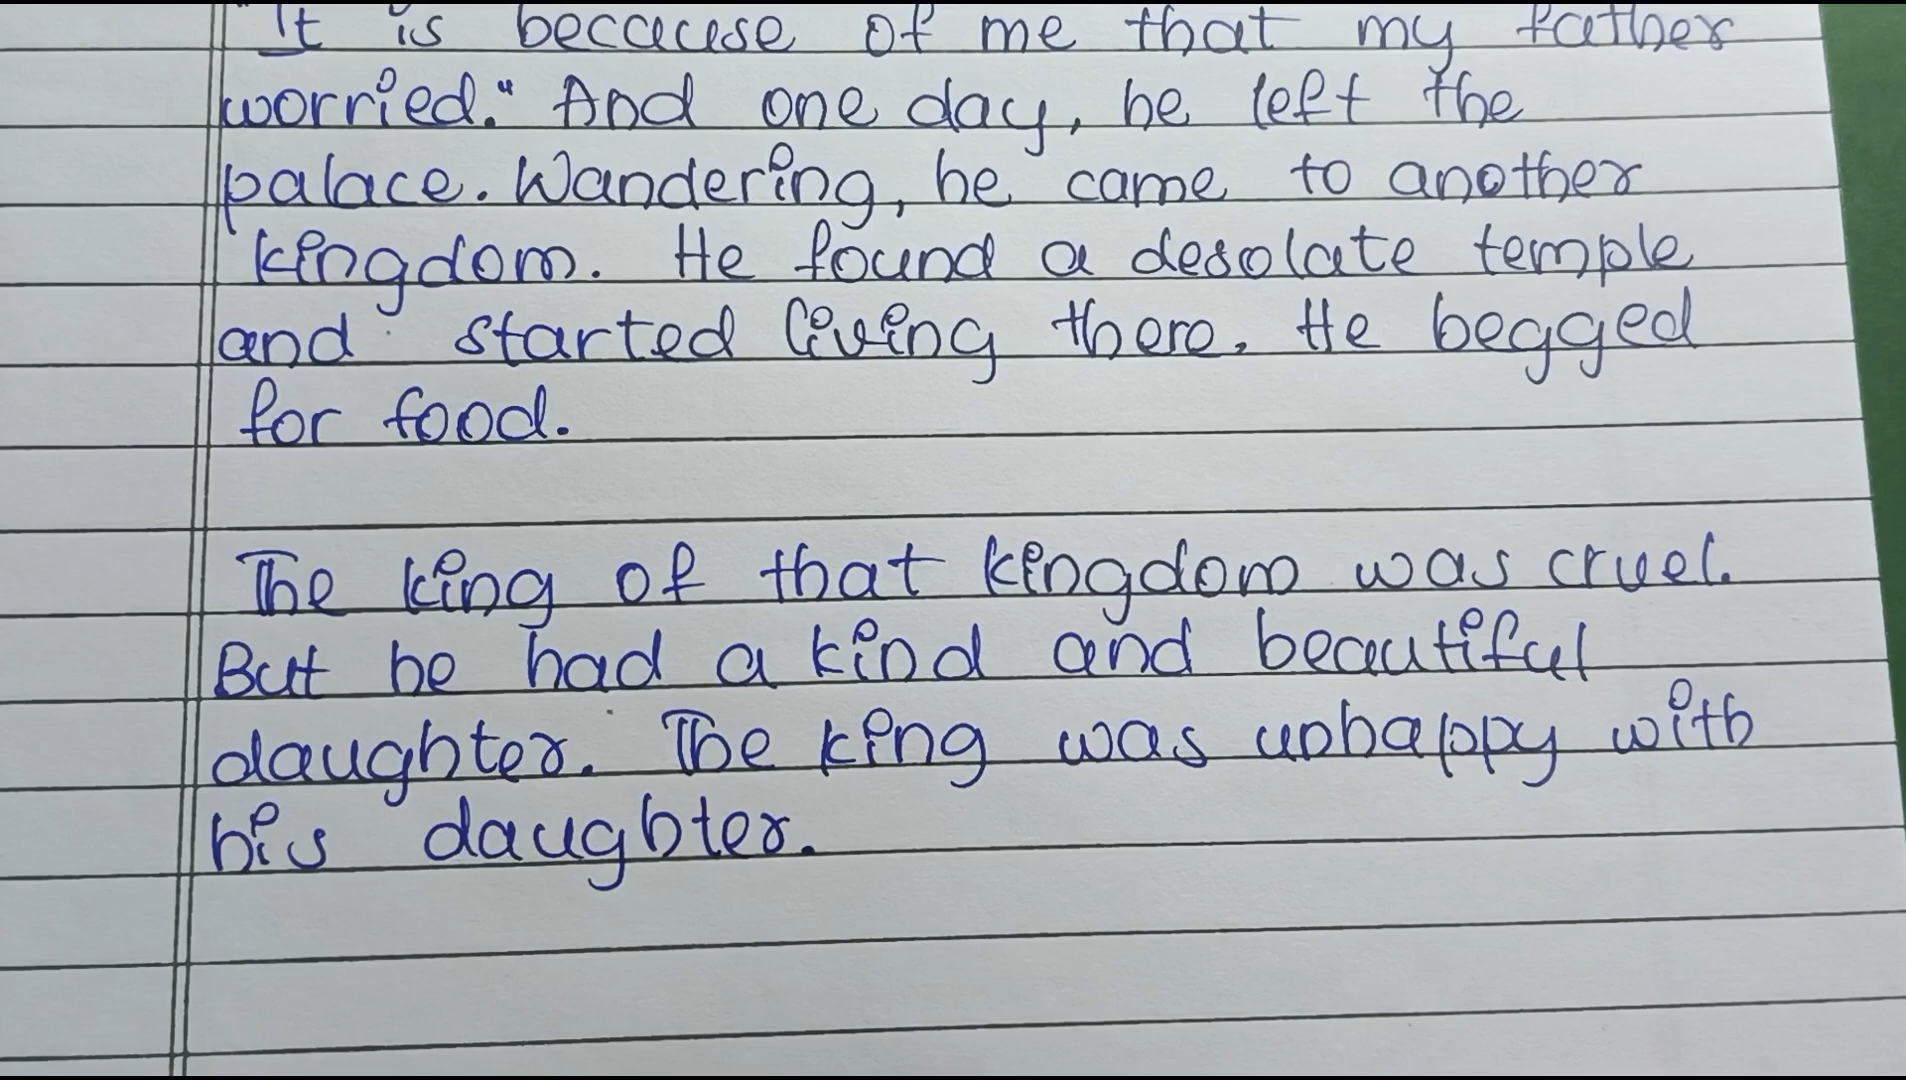 "It is because of me that my father
worried." And one day, he left the
palace. Wandering, he came to another
kingdom. He found a desolate temple
and started living there. He begged
for food.
The king of that kingdom was cruel.
But he had a kind and beautiful
daughter. The king was unhappy with
his daughter.